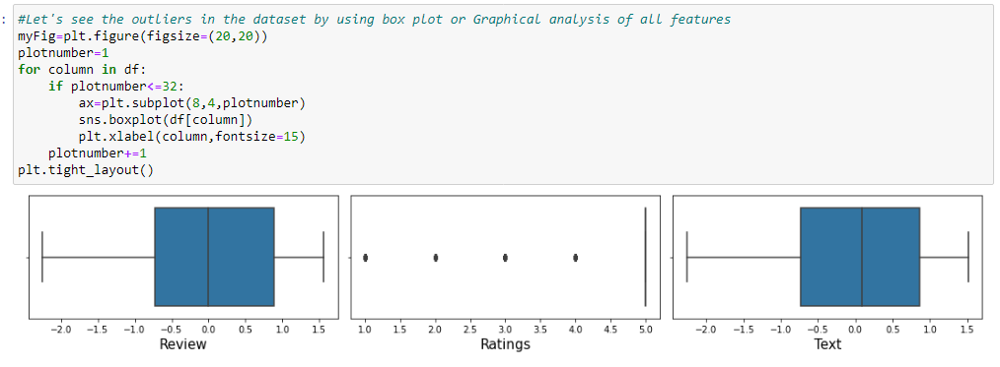 : #Let's see the outliers in the dataset by using box plot or Graphical analysis of all features
myFig=plt.figure(figsize=(20,20))
plotnumber=1
for column in df:
    if plotnumber<=32:
        ax=plt.subplot(8,4,plotnumber)
        sns.boxplot(df[column])
        plt.xlabel(column,fontsize=15)
    plotnumber+=1
plt.tight_layout()
−2.0 −1.5 −1.0 −0.5 0.0 0.5 1.0 1.5
Review
1.0 1.5 2.0 2.5 3.0 3.5 4.0 4.5 5.0
Ratings
−2.0 −1.5 −1.0 −0.5 0.0 0.5 1.0 1.5
Text